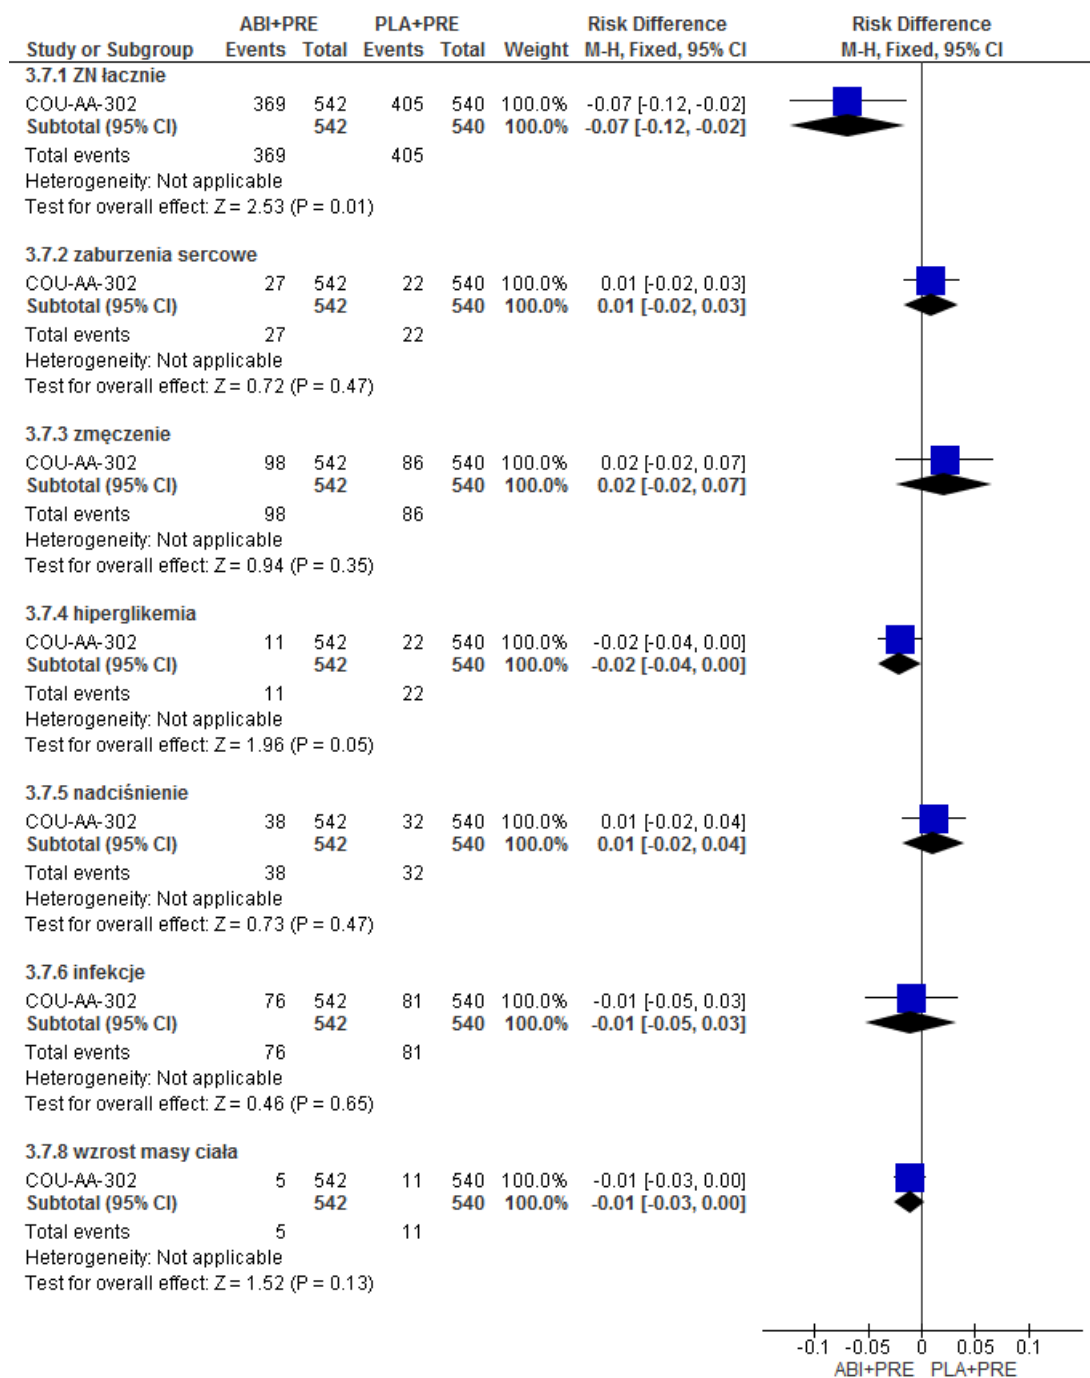 ABI+PRE PLA+PRE Risk Difference Risk Difference
Study or Subgroup Events Total Events Total Weight M-H, Fixed, 95% CI M-H, Fixed, 95% CI
3.7.1 ZN łacznie
COU-AA-302 369 542 405 540 100.0% -0.07 [-0.12, -0.02]
Subtotal (95% CI) 542 540 100.0% -0.07 [-0.12, -0.02]
Total events 369 405
Heterogeneity: Not applicable
Test for overall effect: Z = 2.53 (P = 0.01)
3.7.2 zaburzenia sercowe
COU-AA-302 27 542 22 540 100.0% 0.01 [-0.02, 0.03]
Subtotal (95% CI) 542 540 100.0% 0.01 [-0.02, 0.03]
Total events 27 22
Heterogeneity: Not applicable
Test for overall effect: Z = 0.72 (P = 0.47)
3.7.3 zmęczenie
COU-AA-302 98 542 86 540 100.0% 0.02 [-0.02, 0.07]
Subtotal (95% CI) 542 540 100.0% 0.02 [-0.02, 0.07]
Total events 98 86
Heterogeneity: Not applicable
Test for overall effect: Z = 0.94 (P = 0.35)
3.7.4 hiperglikemia
COU-AA-302 11 542 22 540 100.0% -0.02 [-0.04, 0.00]
Subtotal (95% CI) 542 540 100.0% -0.02 [-0.04, 0.00]
Total events 11 22
Heterogeneity: Not applicable
Test for overall effect: Z = 1.96 (P = 0.05)
3.7.5 nadciśnienie
COU-AA-302 38 542 32 540 100.0% 0.01 [-0.02, 0.04]
Subtotal (95% CI) 542 540 100.0% 0.01 [-0.02, 0.04]
Total events 38 32
Heterogeneity: Not applicable
Test for overall effect: Z = 0.73 (P = 0.47)
3.7.6 infekcje
COU-AA-302 76 542 81 540 100.0% -0.01 [-0.05, 0.03]
Subtotal (95% CI) 542 540 100.0% -0.01 [-0.05, 0.03]
Total events 76 81
Heterogeneity: Not applicable
Test for overall effect: Z = 0.46 (P = 0.65)
3.7.8 wzrost masy ciała
COU-AA-302 5 542 11 540 100.0% -0.01 [-0.03, 0.00]
Subtotal (95% CI) 542 540 100.0% -0.01 [-0.03, 0.00]
Total events 5 11
Heterogeneity: Not applicable
Test for overall effect: Z = 1.52 (P = 0.13)
-0.1 -0.05 0 0.05 0.1
ABI+PRE PLA+PRE